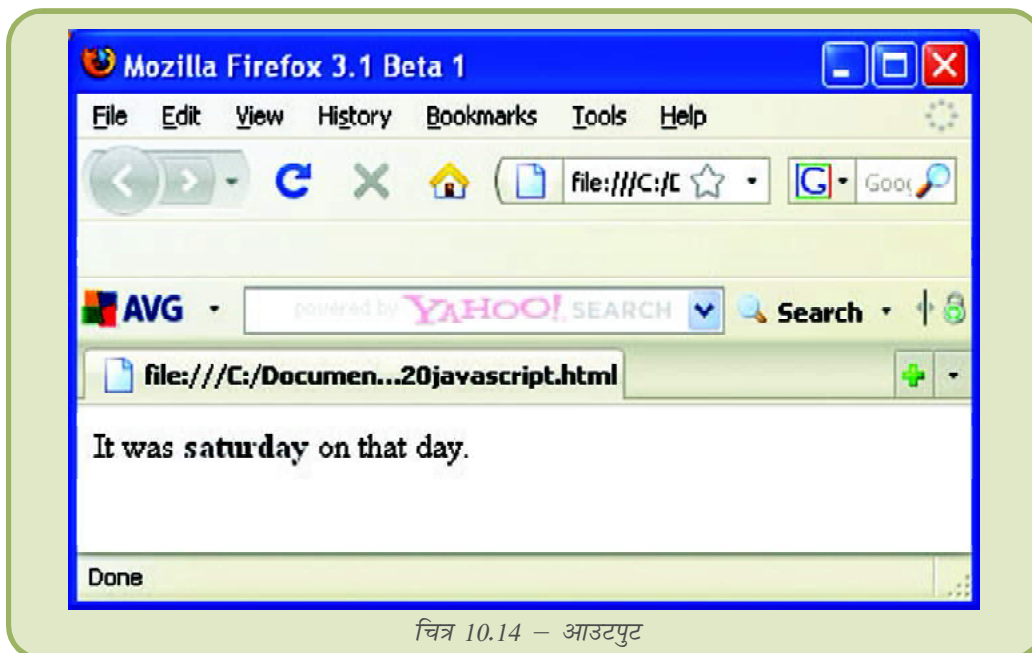 Mozilla Firefox 3.1 Beta 1
File Edit View History Bookmarks Tools Help
file:///C:/D Goo
AVG powered by YAHOO! SEARCH Search
file:///C:/Documen...20javascript.html
It was saturday on that day.
Done
चित्र 10.14 – आउटपुट